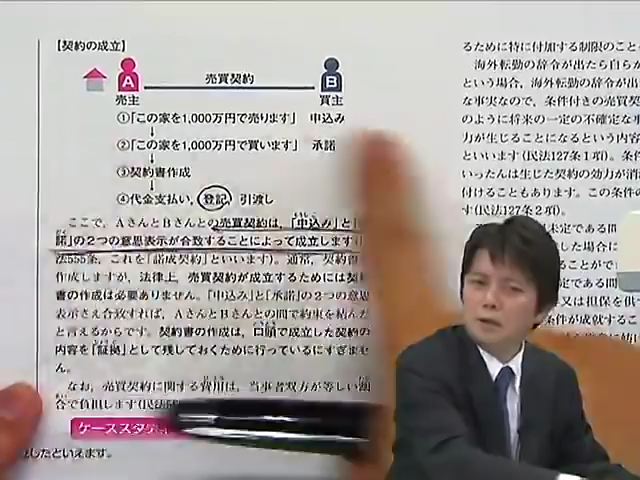 【契約の成立】
A 売買契約 B
売主 買主
①「この家を1,000万円で売ります」 申込み
↓
②「この家を1,000万円で買います」 承諾
↓
③契約書作成
↓
④代金支払い、登記、引渡し
ここで、AさんとBさんとの売買契約は、「申込み」と「
諾」の2つの意思表示が合致することによって成立します
法555条、これを「諾成契約」といいます)。通常、契約書
作成しますが、法律上、売買契約が成立するためには契
書の作成は必要ありません。「申込み」と「承諾」の2つの意思
表示さえ合致すれば、AさんとBさんとの間で約束を結んだ
と言えるからです。契約書の作成は、口頭で成立した契約の
内容を「証拠」として残しておくために行っているにすぎませ
ん。
なお、売買契約に関する費用は、当事者双方が等しい
合で負担します(民法
ケーススタディ
したといえます。
るために特に付加する制限のこと
海外転勤の辞令が出たら自らか
という場合、海外転勤の辞令が出
な事実なので、条件付きの売買契
のように将来の一定の不確定な事
力が生じることになるという内容
といいます(民法127条1項)。条件
いったんは生じた契約の効力が消
付けることもあります。この条件の
す(民法127条2項)。
未定である間
した場合に
ことがで
定である間
又は担保を供
条件が成就するこ